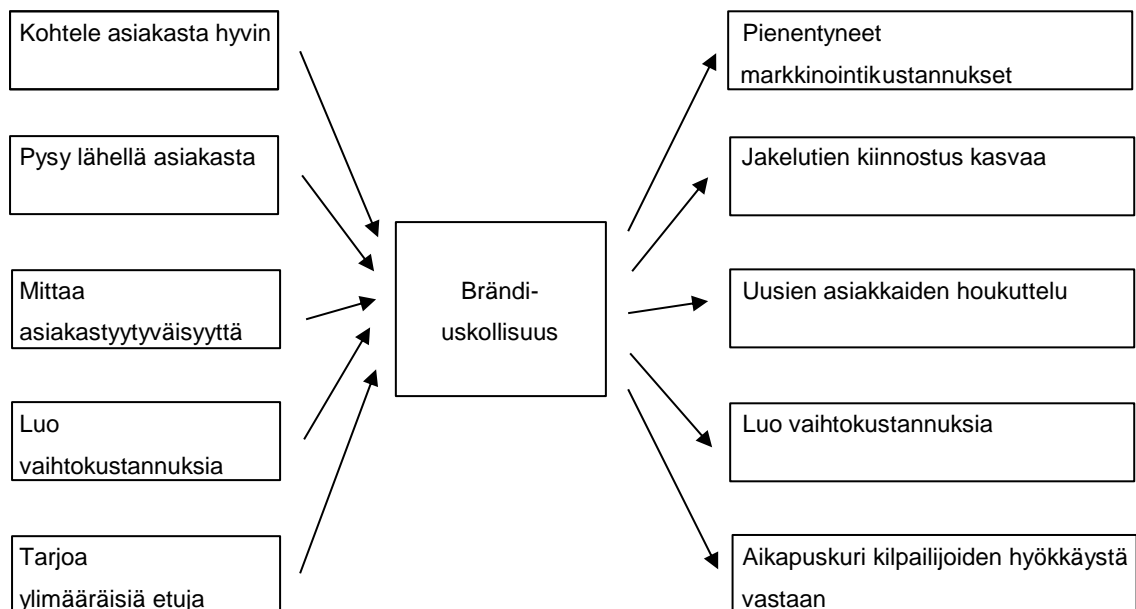 Kohtele asiakasta hyvin
Pysy lähellä asiakasta
Mittaa
asiakastyytyväisyyttä
Luo
vaihtokustannuksia
Tarjoa
ylimääräisiä etuja
Brändi-
uskollisuus
Pienentyneet
markkinointikustannukset
Jakelutien kiinnostus kasvaa
Uusien asiakkaiden houkuttelu
Luo vaihtokustannuksia
Aikapuskuri kilpailijoiden hyökkäystä
vastaan